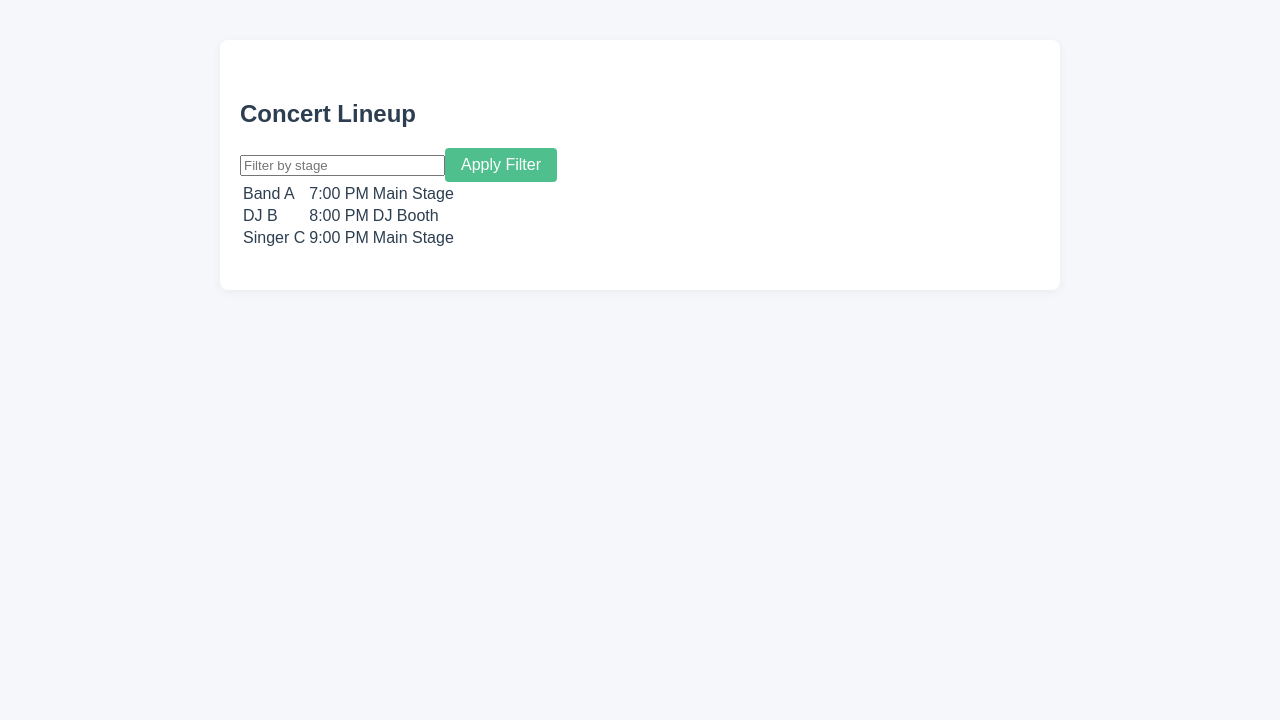 Concert Lineup
Filter by stage Apply Filter
Band A 7:00 PM Main Stage
DJ B 8:00 PM DJ Booth
Singer C 9:00 PM Main Stage